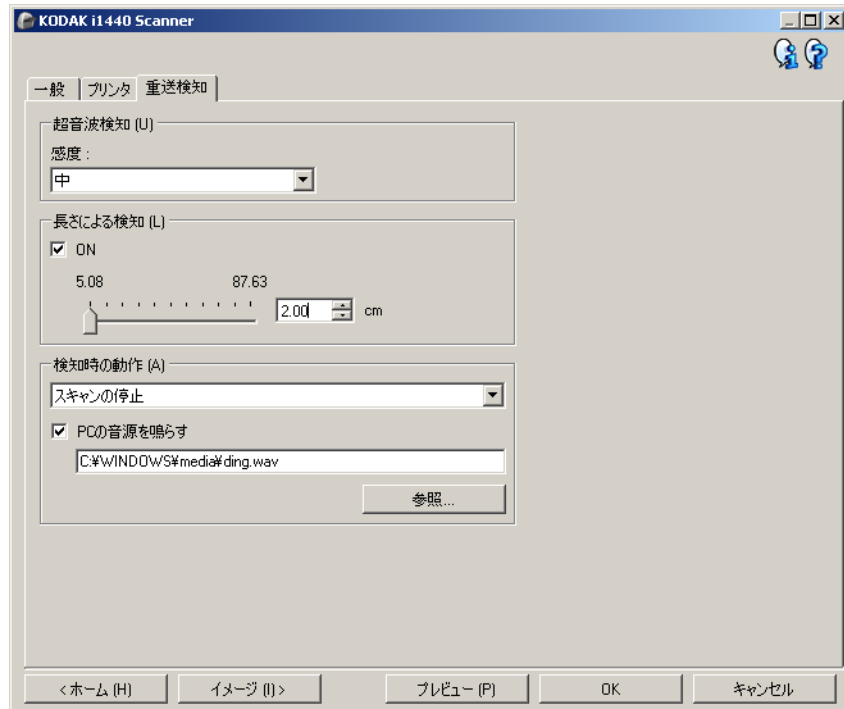 KODAK i1440 Scanner
一般 プリンタ 重送検知
超音波検知 (U)
感度 :
中
長さによる検知 (L)
ON
5.08 87.63
2.00 cm
検知時の動作 (A)
スキャンの停止
PCの音源を鳴らす
C:¥WINDOWS¥media¥ding.wav
参照...
<ホーム (H) イメージ (I)> プレビュー (P) OK キャンセル